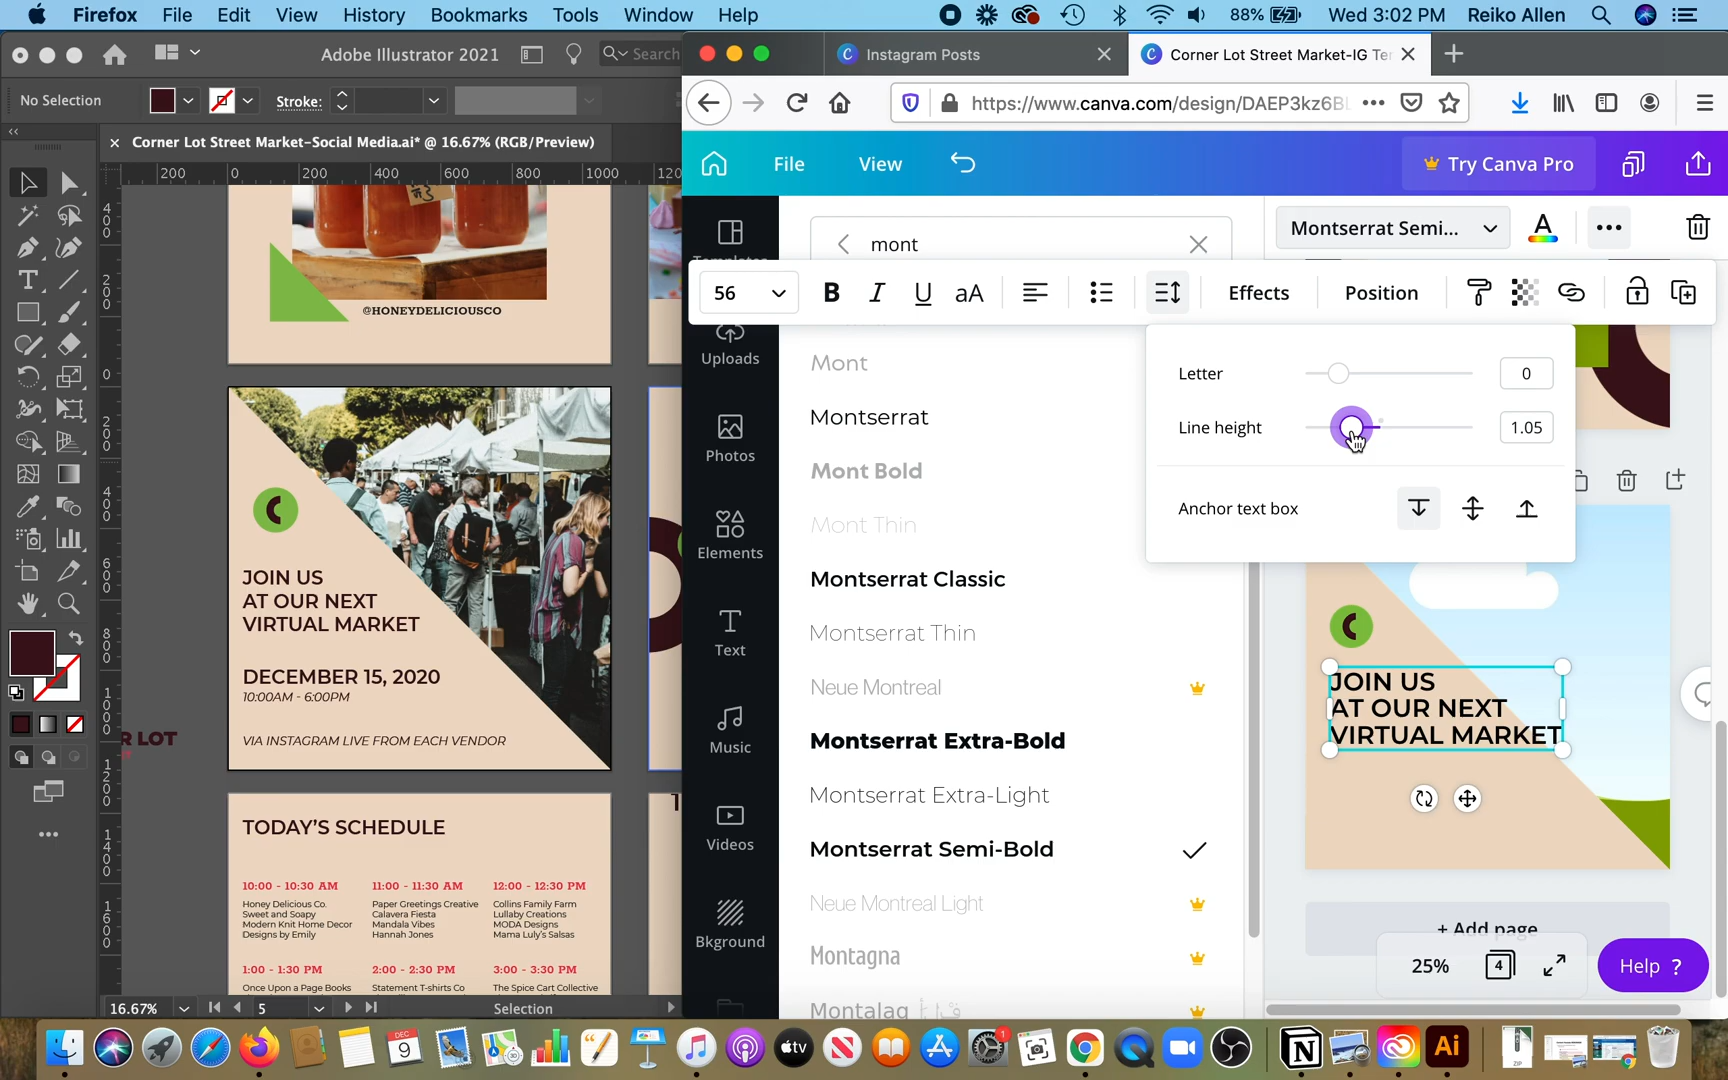 Firefox File Edit View History Bookmarks Tools Window Help 88% Wed 3:02 PM Reiko Allen
Adobe Illustrator 2021
Search
No Selection
Stroke:
Corner Lot Street Market-Social Media.ai* @ 16.67% (RGB/Preview)
200 0 200 400 600 800 1000
#3
@HONEYDELICIOUSCO
JOIN US
AT OUR NEXT
VIRTUAL MARKET
DECEMBER 15, 2020
10:00AM - 6:00PM
VIA INSTAGRAM LIVE FROM EACH VENDOR
R LOT
TODAY'S SCHEDULE
10:00 - 10:30 AM
Honey Delicious Co.
Sweet and Soapy
Modern Knit Home Decor
Designs by Emily
11:00 - 11:30 AM
Paper Greetings Creative
Calavera Fiesta
Mandala Vibes
Hannah Jones
12:00 - 12:30 PM
Collins Family Farm
Lullaby Creations
MODA Designs
Mama Luly's Salsas
1:00 - 1:30 PM
Once Upon a Page Books
2:00 - 2:30 PM
Statement T-shirts Co
3:00 - 3:30 PM
The Spice Cart Collective
16.67% 5 Selection
Instagram Posts
Corner Lot Street Market-IG Te
https://www.canva.com/design/DAEP3kz6B
File View Try Canva Pro
mont
Montserrat Semi...
56 B I U aA Effects Position
Templates
Uploads
Photos
Elements
Text
Music
Videos
Bkground
Mont
Montserrat
Mont Bold
Mont Thin
Montserrat Classic
Montserrat Thin
Neue Montreal
Montserrat Extra-Bold
Montserrat Extra-Light
Montserrat Semi-Bold
Neue Montreal Light
Montagna
Montalaq
Letter 0
Line height 1.05
Anchor text box
JOIN US
AT OUR NEXT
VIRTUAL MARKET
+ Add page
25% 4 Help ?
DEC
9
tv
1
Ai
ZIP